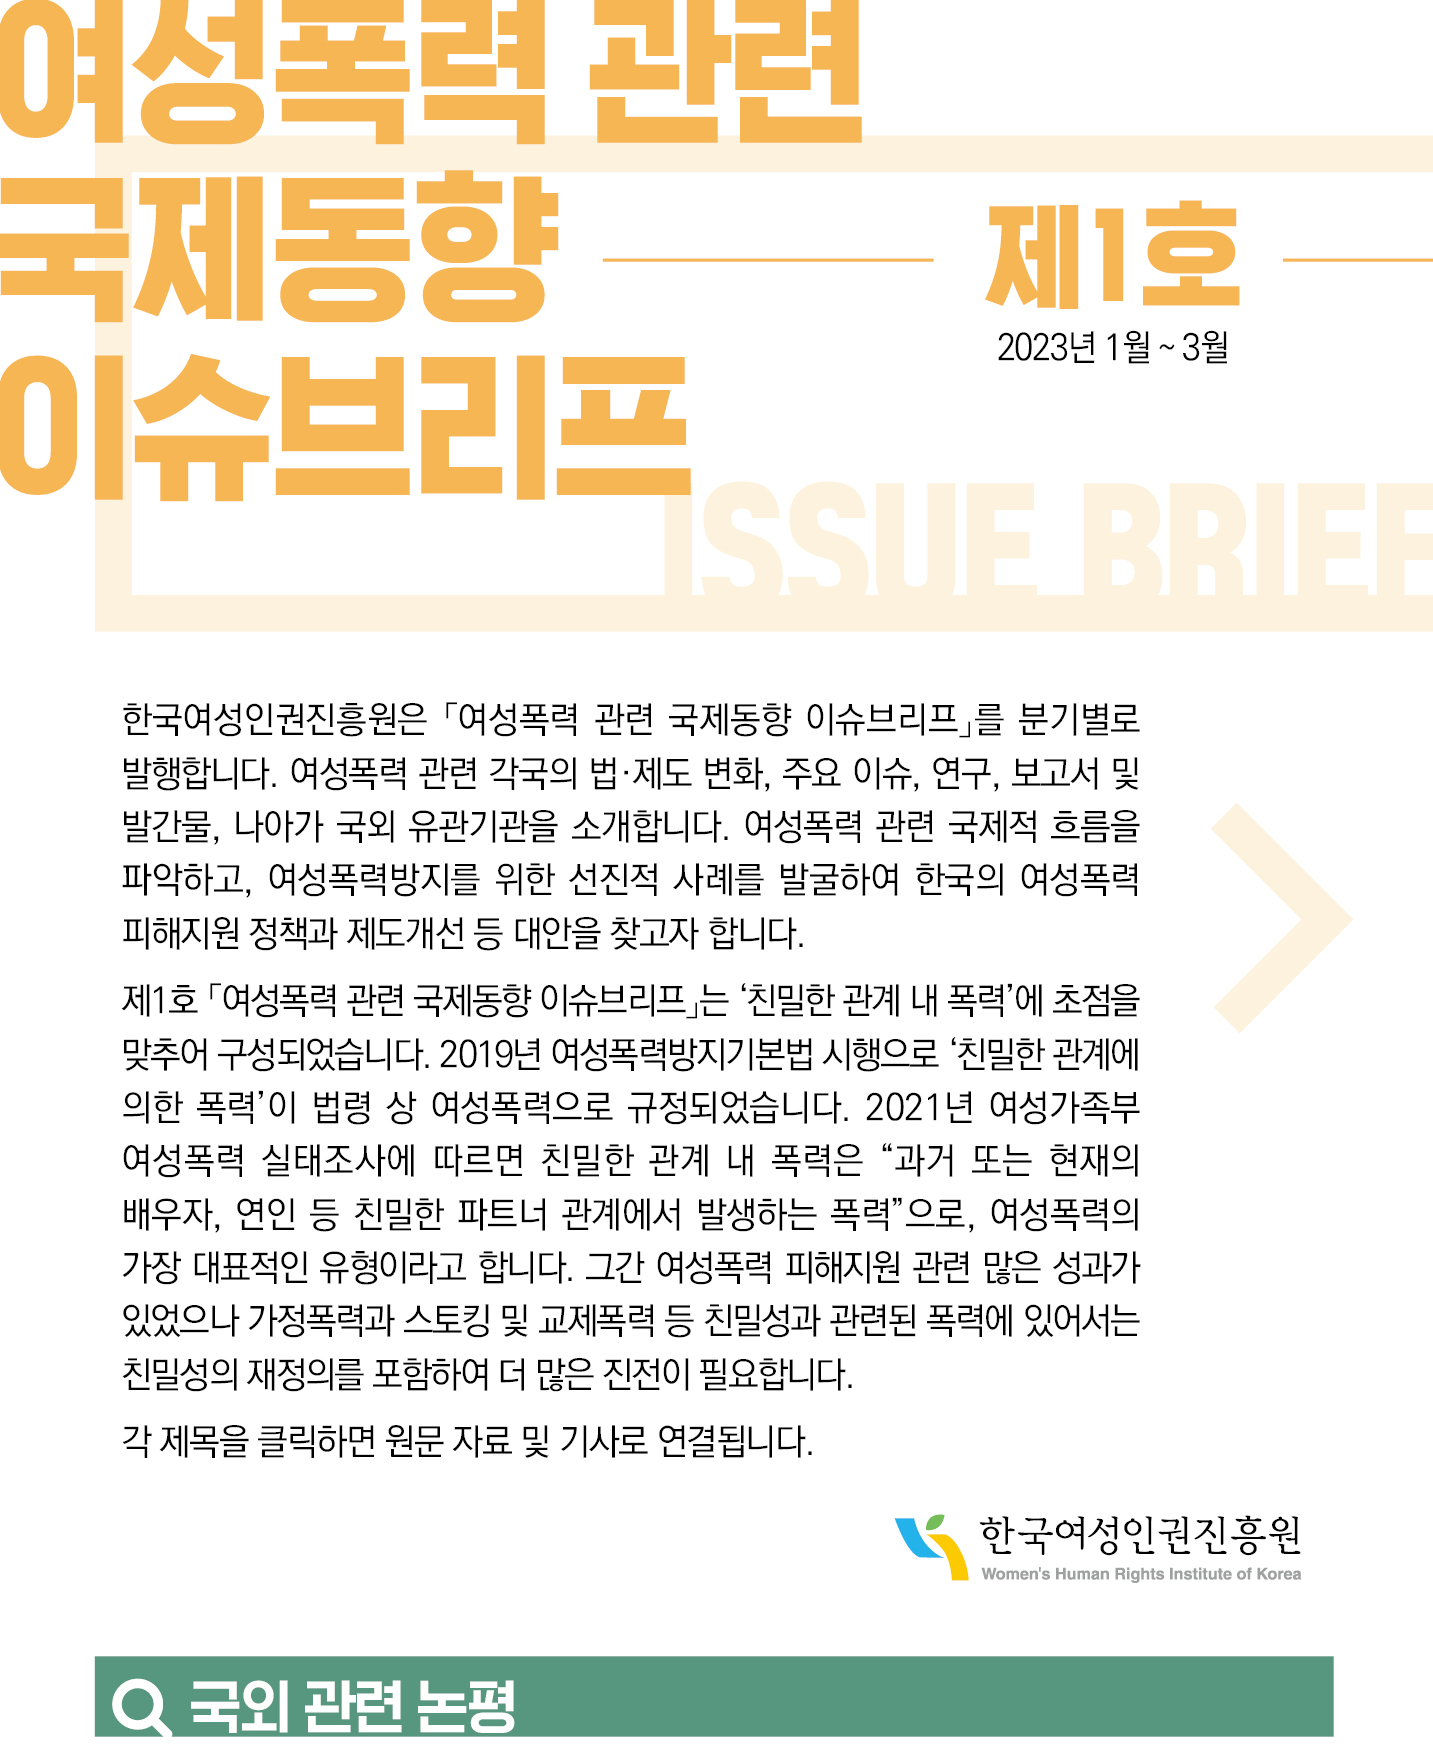 여성폭력 관련
국제동향
이슈브리프
제1호
2023년 1월 ~ 3월
ISSUE BRIEF
한국여성인권진흥원은 「여성폭력 관련 국제동향 이슈브리프」를 분기별로
발행합니다. 여성폭력 관련 각국의 법·제도 변화, 주요 이슈, 연구, 보고서 및
발간물, 나아가 국외 유관기관을 소개합니다. 여성폭력 관련 국제적 흐름을
파악하고, 여성폭력방지를 위한 선진적 사례를 발굴하여 한국의 여성폭력
피해지원 정책과 제도개선 등 대안을 찾고자 합니다.
제1호 「여성폭력 관련 국제동향 이슈브리프」는 ‘친밀한 관계 내 폭력’에 초점을
맞추어 구성되었습니다. 2019년 여성폭력방지기본법 시행으로 ‘친밀한 관계에
의한 폭력’이 법령 상 여성폭력으로 규정되었습니다. 2021년 여성가족부
여성폭력 실태조사에 따르면 친밀한 관계 내 폭력은 “과거 또는 현재의
배우자, 연인 등 친밀한 파트너 관계에서 발생하는 폭력”으로, 여성폭력의
가장 대표적인 유형이라고 합니다. 그간 여성폭력 피해지원 관련 많은 성과가
있었으나 가정폭력과 스토킹 및 교제폭력 등 친밀성과 관련된 폭력에 있어서는
친밀성의 재정의를 포함하여 더 많은 진전이 필요합니다.
각 제목을 클릭하면 원문 자료 및 기사로 연결됩니다.
한국여성인권진흥원
Women's Human Rights Institute of Korea
국외 관련 논평